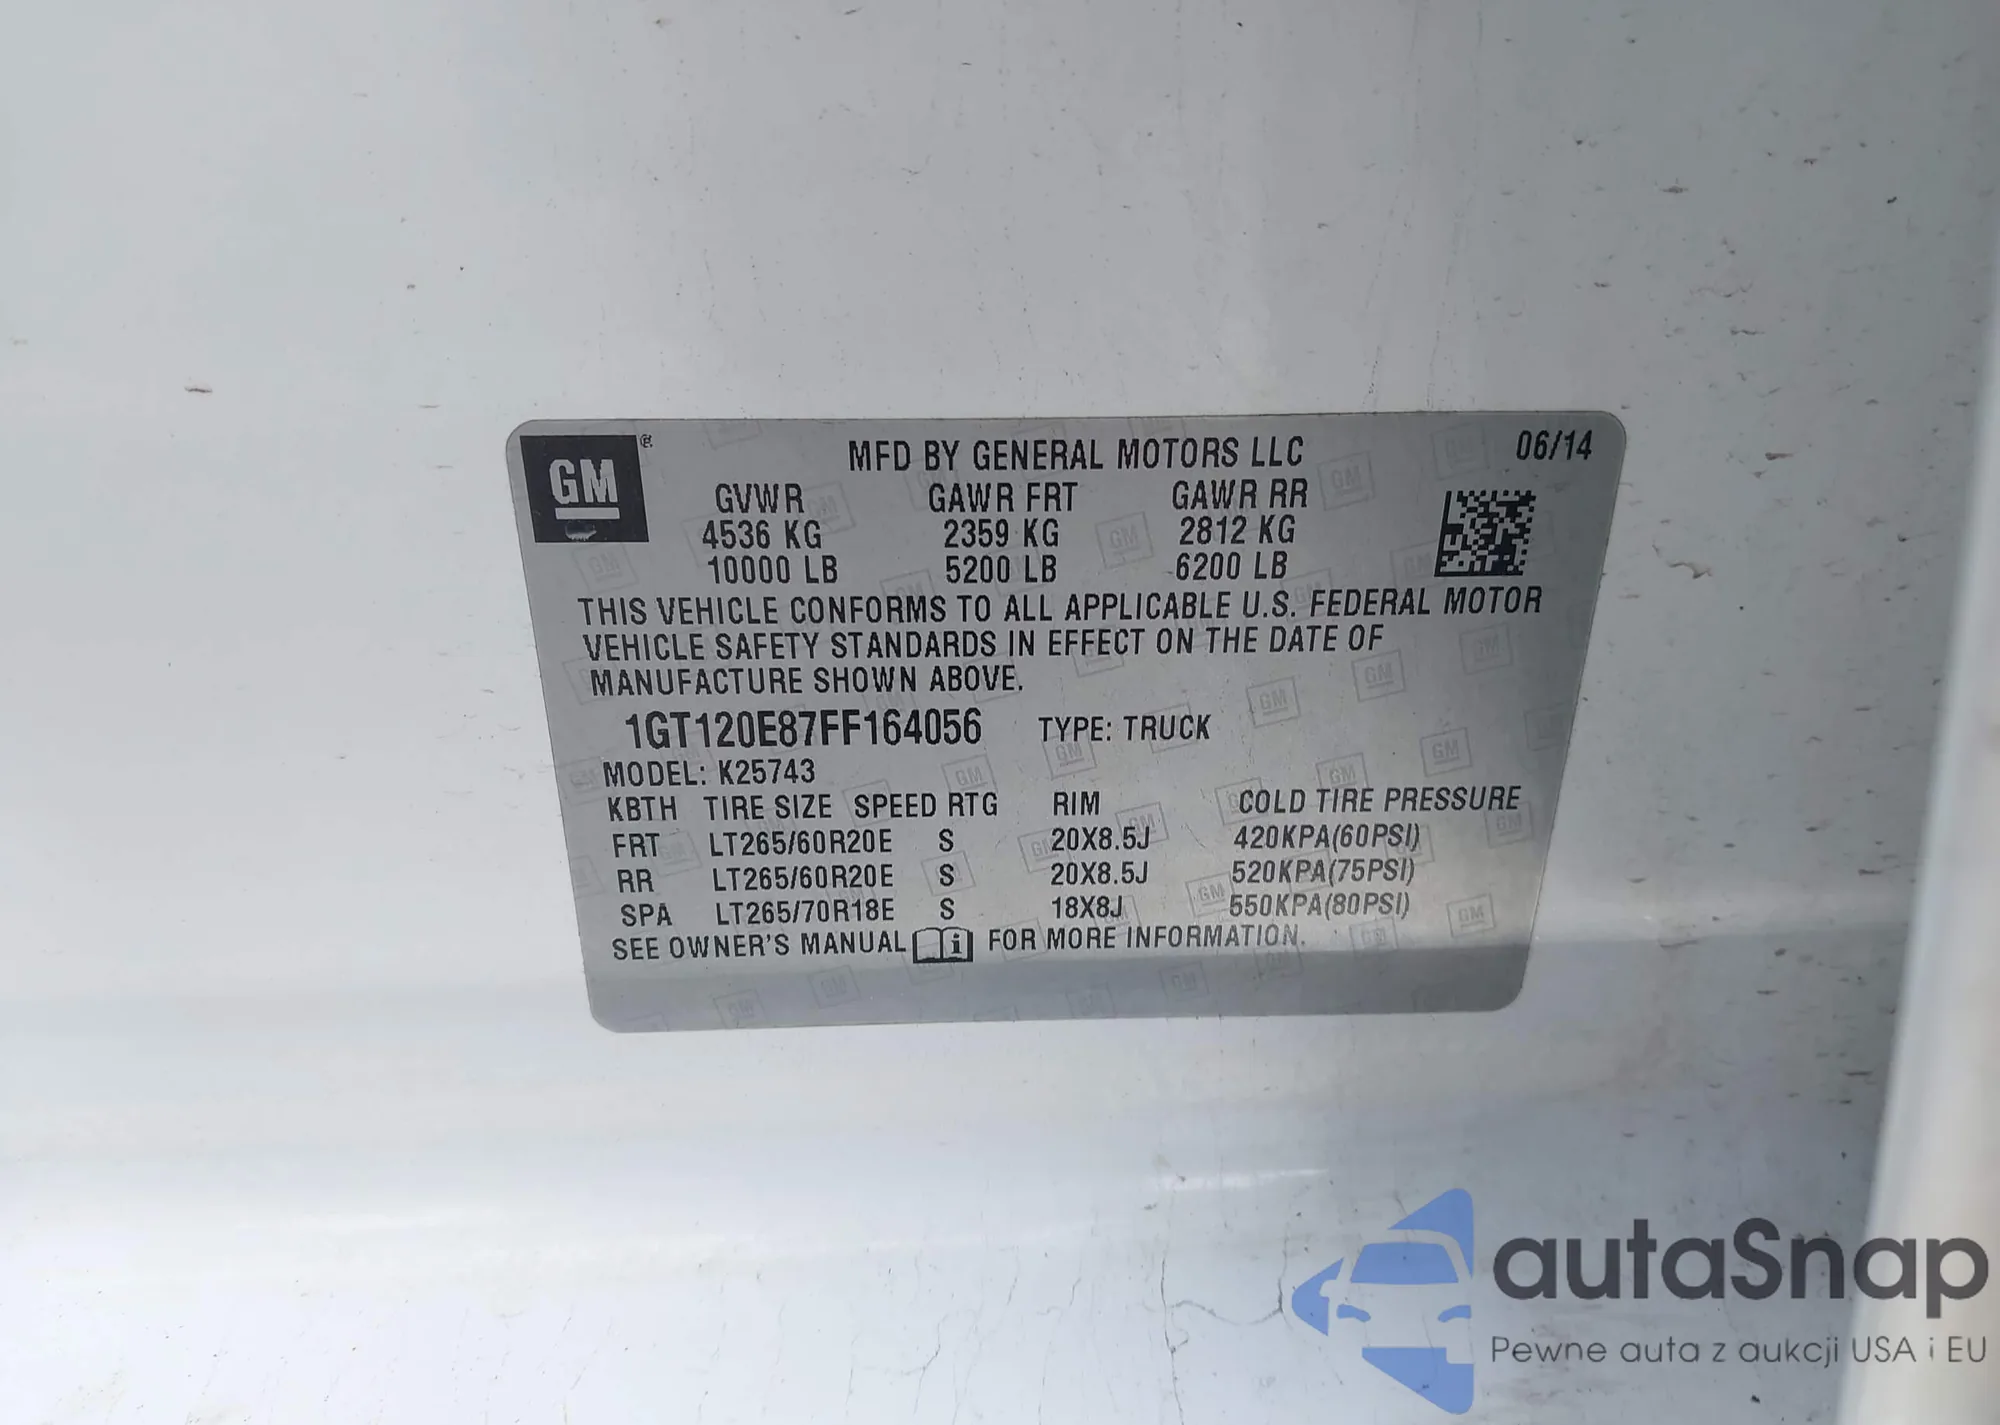 GM
MFD BY GENERAL MOTORS LLC 06/14
GVWR GAWR FRT GAWR RR
4536 KG 2359 KG 2812 KG
10000 LB 5200 LB 6200 LB
THIS VEHICLE CONFORMS TO ALL APPLICABLE U.S. FEDERAL MOTOR
VEHICLE SAFETY STANDARDS IN EFFECT ON THE DATE OF
MANUFACTURE SHOWN ABOVE.
1GT120E87FF164056 TYPE: TRUCK
MODEL: K25743
KBTH TIRE SIZE SPEED RTG RIM COLD TIRE PRESSURE
FRT LT265/60R20E S 20X8.5J 420KPA(60PSI)
RR LT265/60R20E S 20X8.5J 520KPA(75PSI)
SPA LT265/70R18E S 18X8J 550KPA(80PSI)
SEE OWNER'S MANUAL i FOR MORE INFORMATION.
autaSnap
Pewne auta z aukcji USA i EU